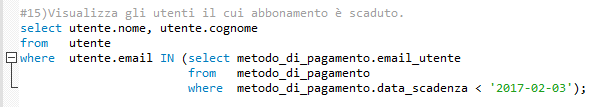 #15)Visualizza gli utenti il cui abbonamento è scaduto.
select utente.nome, utente.cognome
from utente
where utente.email IN (select metodo_di_pagamento.email_utente
from metodo_di_pagamento
where metodo_di_pagamento.data_scadenza < '2017-02-03');